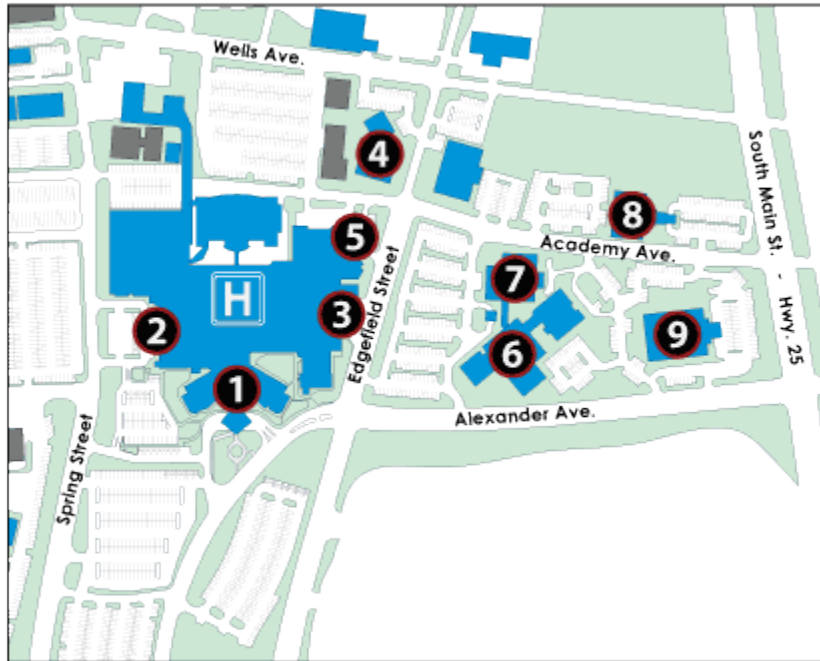 Wells Ave.
4
South Main St. - Hwy. 25
8
5
Academy Ave.
7
H
3
2
9
6
Edgefield Street
1
Alexander Ave.
Spring Street